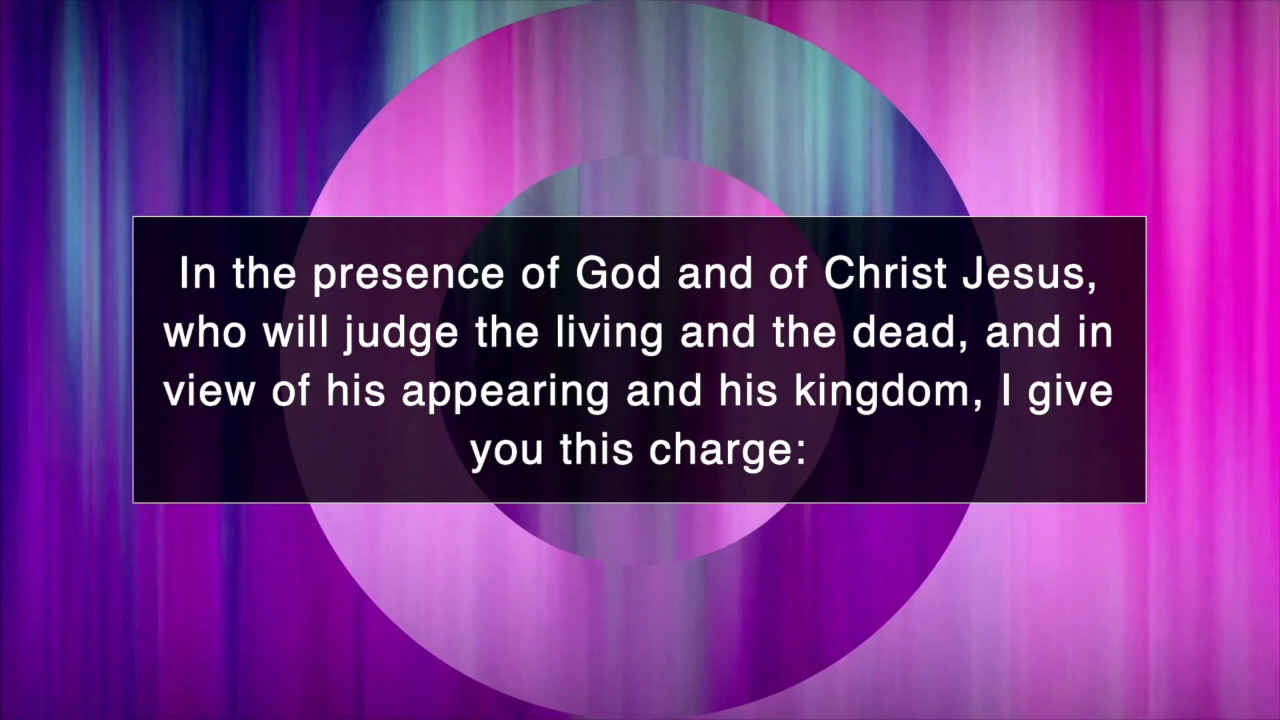 In the presence of God and of Christ Jesus,
who will judge the living and the dead, and in
view of his appearing and his kingdom, I give
you this charge: